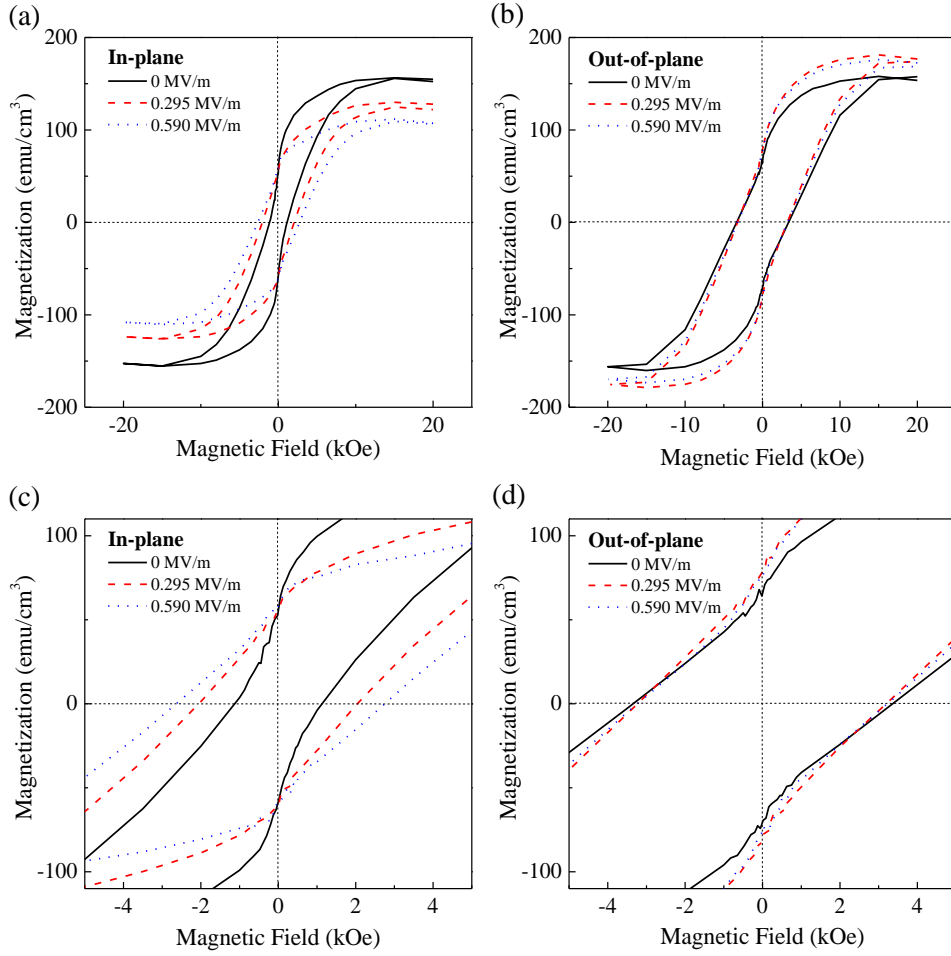 (a)
In-plane
0 MV/m
0.295 MV/m
0.590 MV/m
200
100
0
-100
-200
-20
0
20
Magnetization (emu/cm³)
Magnetic Field (kOe)
(b)
Out-of-plane
0 MV/m
0.295 MV/m
0.590 MV/m
200
100
0
-100
-200
-20
-10
0
10
20
Magnetization (emu/cm³)
Magnetic Field (kOe)
(c)
In-plane
0 MV/m
0.295 MV/m
0.590 MV/m
100
0
-100
-4
-2
0
2
4
Magnetization (emu/cm³)
Magnetic Field (kOe)
(d)
Out-of-plane
0 MV/m
0.295 MV/m
0.590 MV/m
100
0
-100
-4
-2
0
2
4
Magnetization (emu/cm³)
Magnetic Field (kOe)